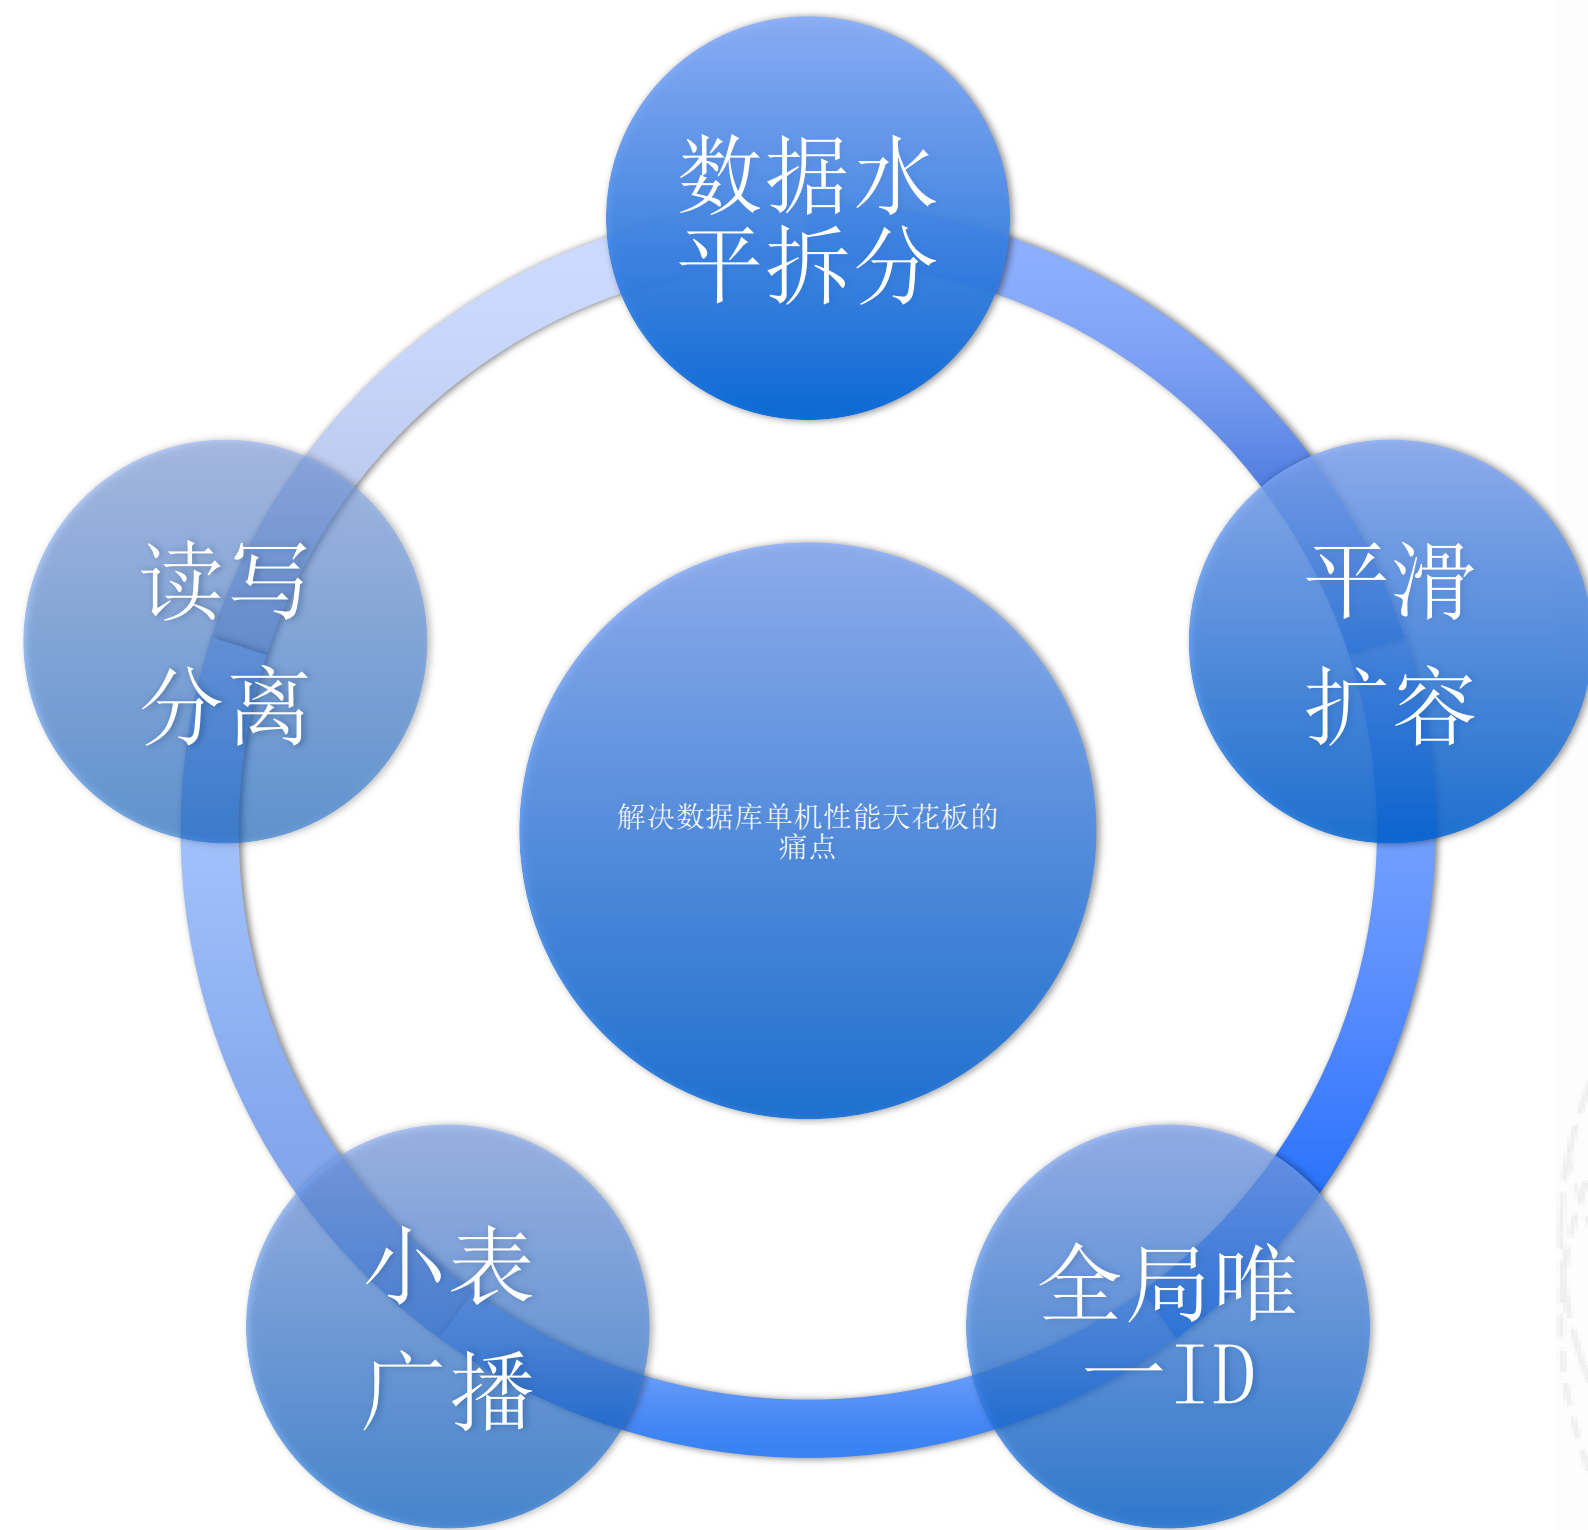 数据水
平拆分
平滑
扩容
全局唯
一ID
小表
广播
读写
分离
解决数据库单机性能天花板的
痛点